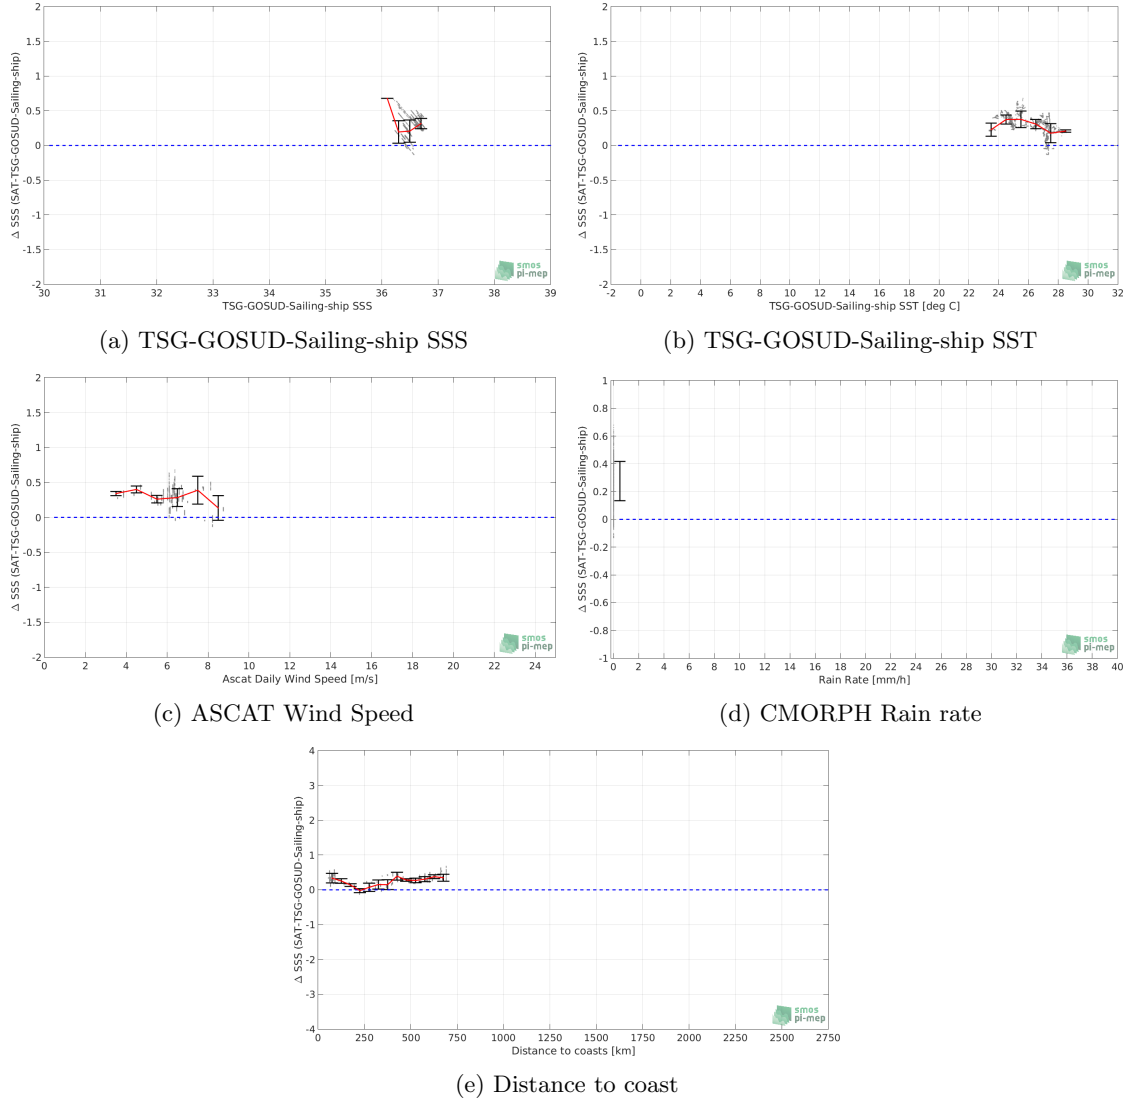 2
1.5
1
0.5
0
-0.5
-1
-1.5
-2
Δ SSS (SAT-TSG-GOSUD-Sailing-ship)
30 31 32 33 34 35 36 37 38 39
TSG-GOSUD-Sailing-ship SSS
smos
pi-mep
(a) TSG-GOSUD-Sailing-ship SSS
2
1.5
1
0.5
0
-0.5
-1
-1.5
-2
Δ SSS (SAT-TSG-GOSUD-Sailing-ship)
-2 0 2 4 6 8 10 12 14 16 18 20 22 24 26 28 30 32
TSG-GOSUD-Sailing-ship SST [deg C]
smos
pi-mep
(b) TSG-GOSUD-Sailing-ship SST
2
1.5
1
0.5
0
-0.5
-1
-1.5
-2
Δ SSS (SAT-TSG-GOSUD-Sailing-ship)
0 2 4 6 8 10 12 14 16 18 20 22 24
Ascat Daily Wind Speed [m/s]
smos
pi-mep
(c) ASCAT Wind Speed
1
0.8
0.6
0.4
0.2
0
-0.2
-0.4
-0.6
-0.8
-1
Δ SSS (SAT-TSG-GOSUD-Sailing-ship)
0 2 4 6 8 10 12 14 16 18 20 22 24 26 28 30 32 34 36 38 40
Rain Rate [mm/h]
smos
pi-mep
(d) CMORPH Rain rate
4
3
2
1
0
-1
-2
-3
-4
Δ SSS (SAT-TSG-GOSUD-Sailing-ship)
0 250 500 750 1000 1250 1500 1750 2000 2250 2500 2750
Distance to coasts [km]
smos
pi-mep
(e) Distance to coast